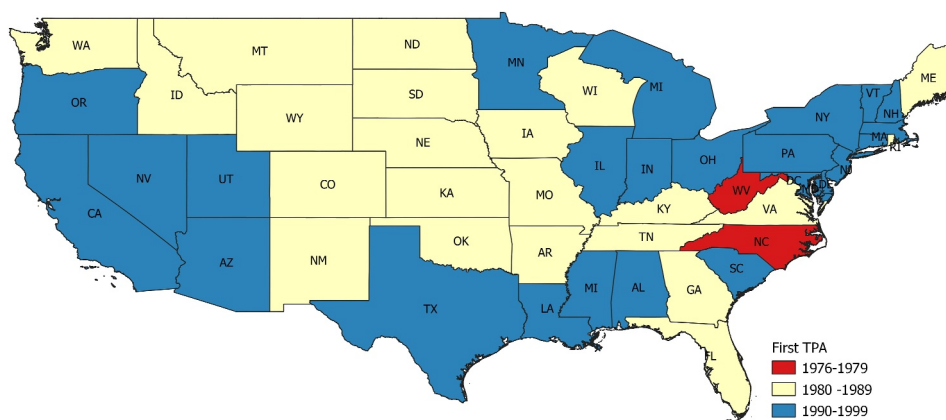 WA
MT
ND
MN
ME
OR
ID
SD
WI
MI
VT
NH
WY
NY
MA
RI
IA
NE
PA
NV
UT
IL
IN
OH
NJ
DC
CO
KA
MO
WV
CA
KY
VA
OK
TN
NC
AZ
NM
AR
SC
TX
MI
AL
GA
LA
FL
First TPA
1976-1979
1980 -1989
1990-1999